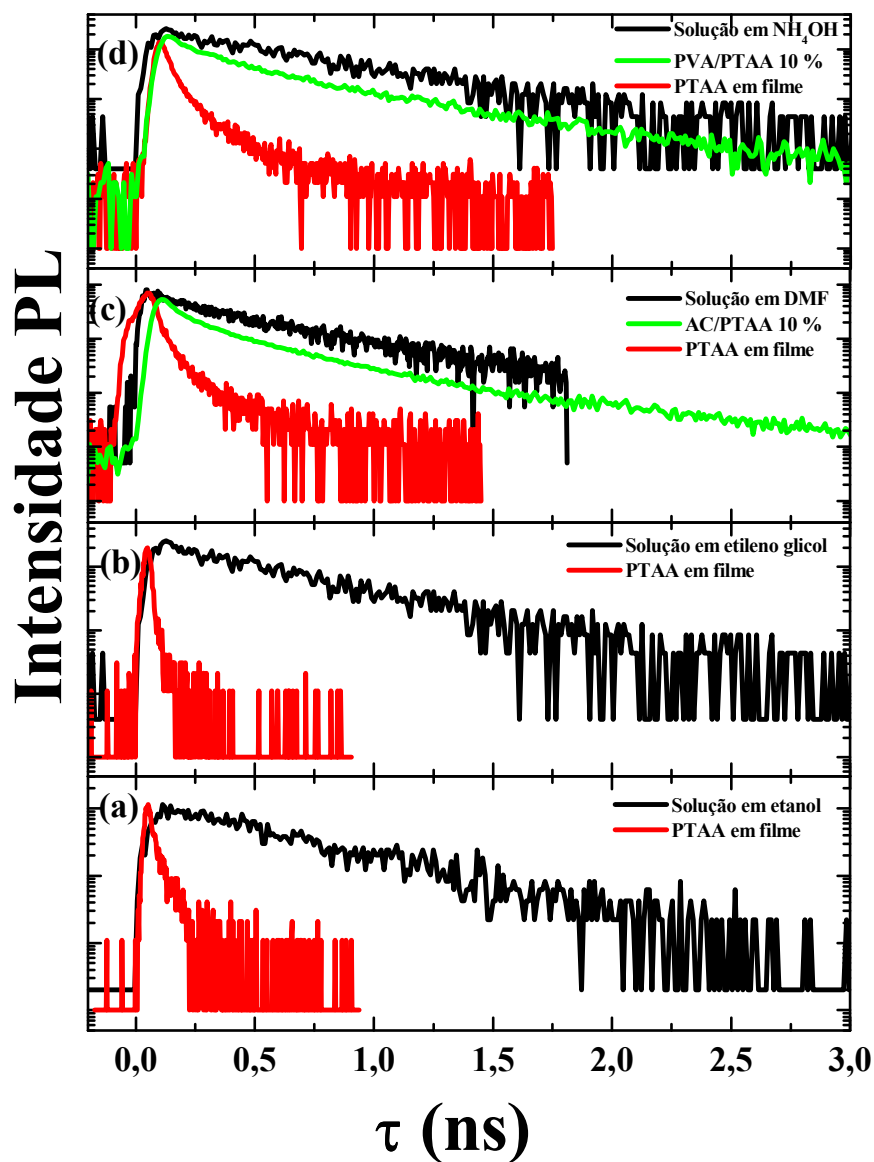 Intensidade PL
(d)
Solução em NH4OH
PVA/PTAA 10 %
PTAA em filme
(c)
Solução em DMF
AC/PTAA 10 %
PTAA em filme
(b)
Solução em etileno glicol
PTAA em filme
(a)
Solução em etanol
PTAA em filme
0,0 0,5 1,0 1,5 2,0 2,5 3,0
τ (ns)